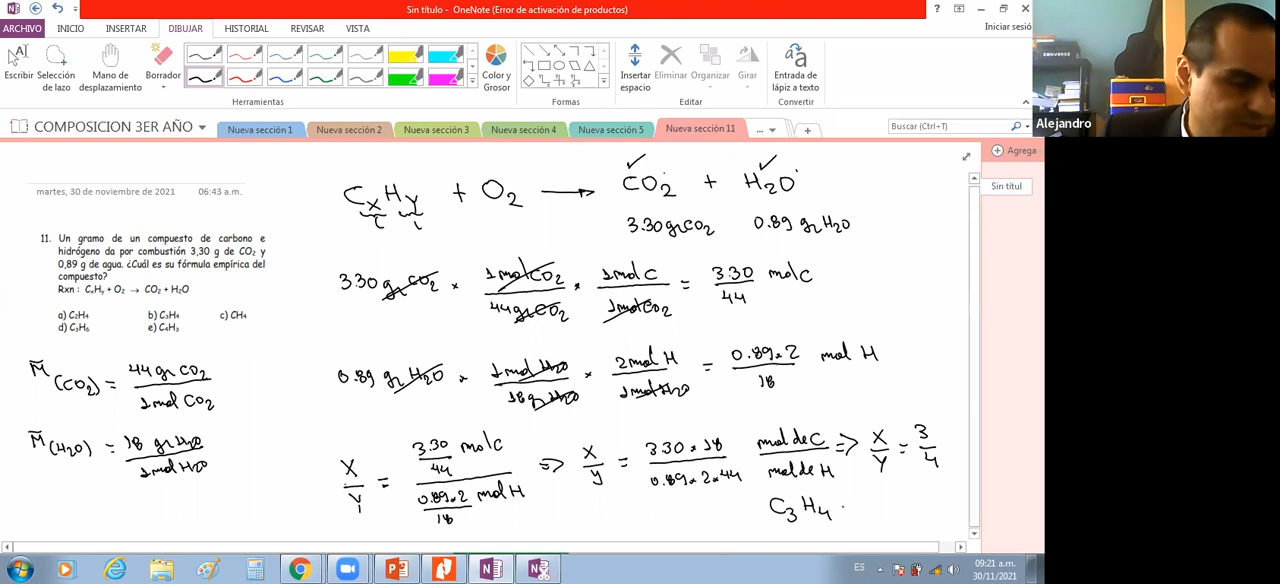 Sin título - OneNote (Error de activación de productos)
ARCHIVO INICIO INSERTAR DIBUJAR HISTORIAL REVISAR VISTA Iniciar sesió
Escribir Selección de lazo Mano de desplazamiento Borrador Color y Grosor Insertar espacio Eliminar Organizar Girar Entrada de lápiz a texto
Herramientas Formas Editar Convertir
CONVERSE
Alejandro
COMPOSICION 3ER AÑO Nueva sección 1 Nueva sección 2 Nueva sección 3 Nueva sección 4 Nueva sección 5 Nueva sección 11 ... + Buscar (Ctrl+T)
Agrega
Sin títul
martes, 30 de noviembre de 2021 06:43 a.m.
CxHy + O2 → CO2 + H2O
3.30 gr CO2 0.89 gr H2O
11. Un gramo de un compuesto de carbono e
hidrógeno da por combustión 3,30 g de CO2 y
0,89 g de agua. ¿Cuál es su fórmula empírica del
compuesto?
Rxn : CxHy + O2 → CO2 + H2O
a) C2H4 b) C3H4 c) CH4
d) C3H6 e) C4H3
3.30 gr CO2 * 1 mol CO2 / 44 gr CO2 * 1 mol C / 1 mol CO2 = 3.30 / 44 mol C
M̄(CO2) = 44 gr CO2 / 1 mol CO2
0.89 gr H2O * 1 mol H2O / 18 gr H2O * 2 mol H / 1 mol H2O = 0.89 * 2 / 18 mol H
M̄(H2O) = 18 gr H2O / 1 mol H2O
X / Y = 3.30 / 44 mol C / 0.89 * 2 / 18 mol H => X / Y = 3.30 * 18 / 0.89 * 2 * 44 mol de C / mol de H => X / Y = 3 / 4
C3H4
ES 09:21 a.m.
30/11/2021